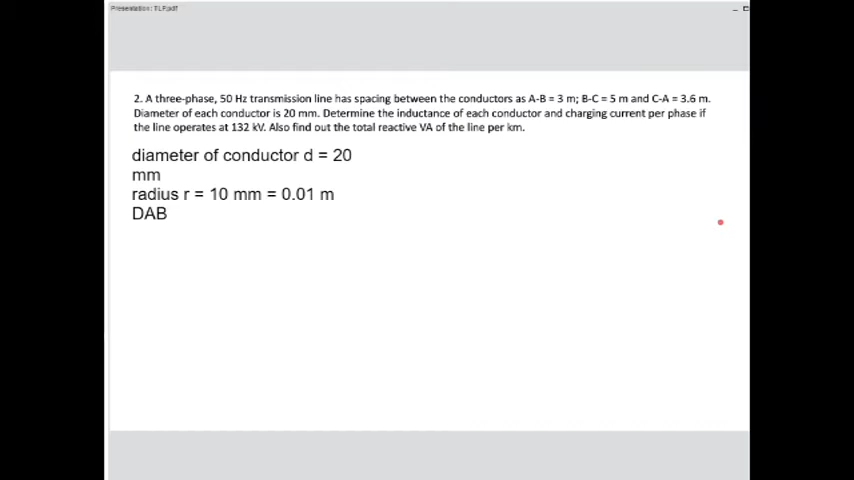 Presentation: TLP.pdf
2. A three-phase, 50 Hz transmission line has spacing between the conductors as A-B = 3 m; B-C = 5 m and C-A = 3.6 m.
Diameter of each conductor is 20 mm. Determine the inductance of each conductor and charging current per phase if
the line operates at 132 kV. Also find out the total reactive VA of the line per km.
diameter of conductor d = 20
mm
radius r = 10 mm = 0.01 m
DAB